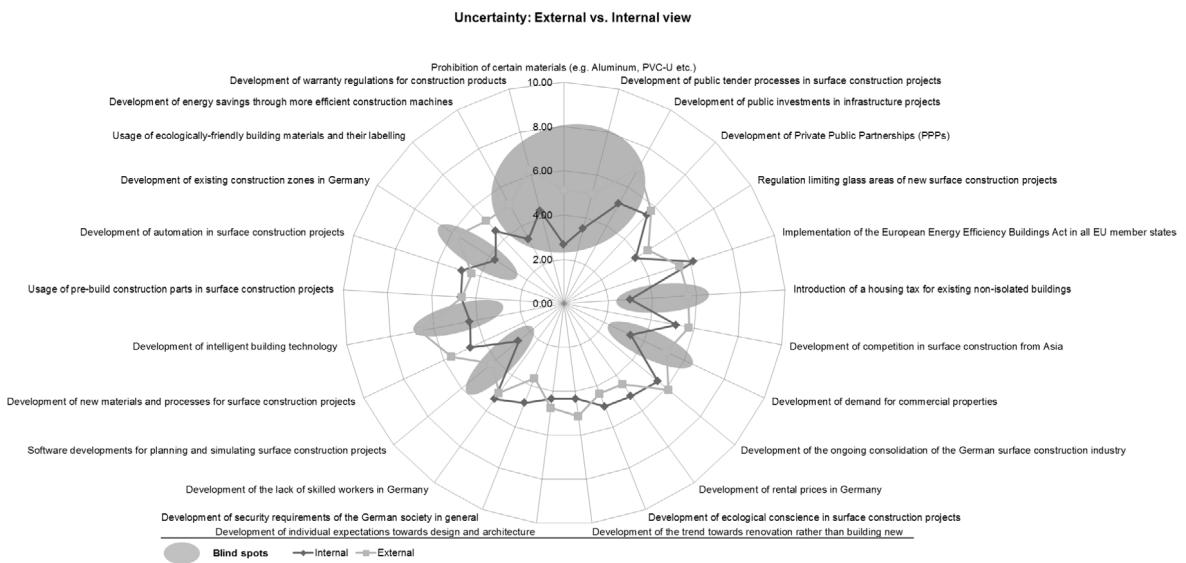 Uncertainty: External vs. Internal view
Prohibition of certain materials (e.g. Aluminum, PVC-U etc.)
Development of warranty regulations for construction products
10.00
Development of public tender processes in surface construction projects
Development of energy savings through more efficient construction machines
Development of public investments in infrastructure projects
8.00
Usage of ecologically-friendly building materials and their labelling
Development of Private Public Partnerships (PPPs)
6.00
Development of existing construction zones in Germany
Regulation limiting glass areas of new surface construction projects
4.00
Development of automation in surface construction projects
Implementation of the European Energy Efficiency Buildings Act in all EU member states
2.00
Usage of pre-build construction parts in surface construction projects
Introduction of a housing tax for existing non-isolated buildings
0.00
Development of intelligent building technology
Development of competition in surface construction from Asia
Development of new materials and processes for surface construction projects
Development of demand for commercial properties
Software developments for planning and simulating surface construction projects
Development of the ongoing consolidation of the German surface construction industry
Development of the lack of skilled workers in Germany
Development of rental prices in Germany
Development of security requirements of the German society in general
Development of ecological conscience in surface construction projects
Development of individual expectations towards design and architecture
Development of the trend towards renovation rather than building new
Blind spots
Internal
External